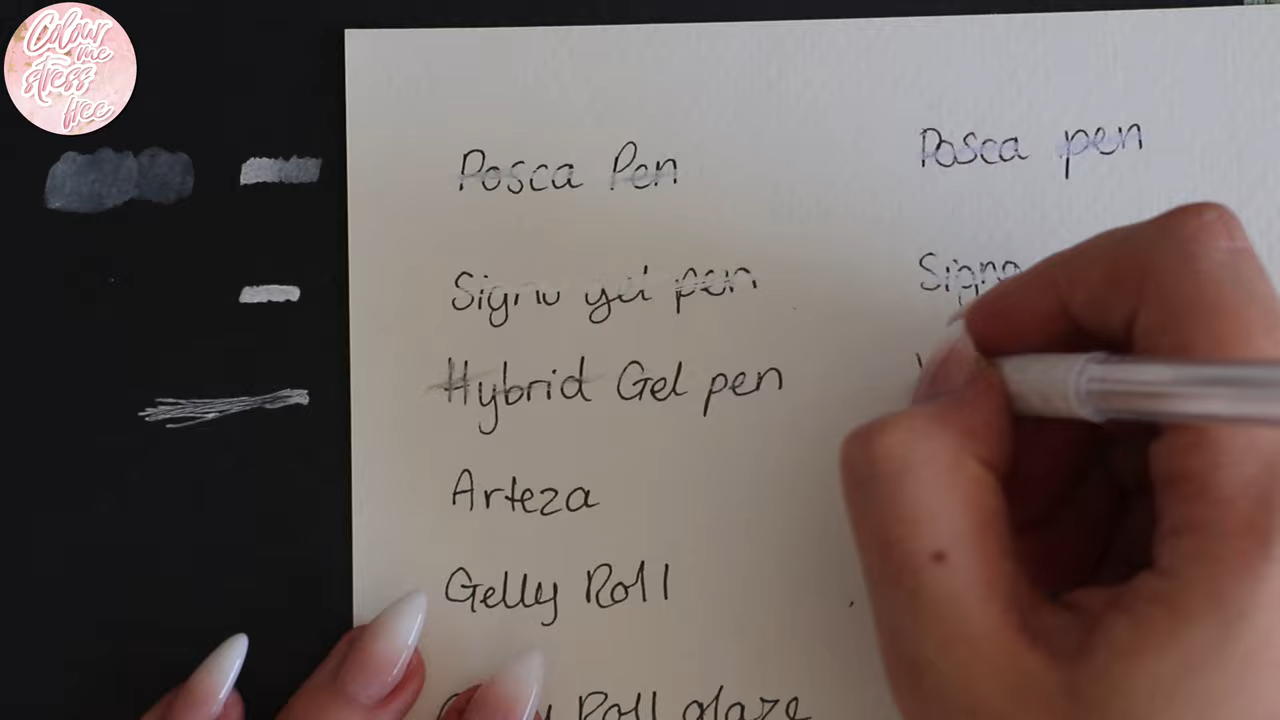 Colour
me
stress
free
Posca Pen
Posca pen
Signo gel pen
Signo
Hybrid Gel pen
Arteza
Gelly Roll
Roll glaze